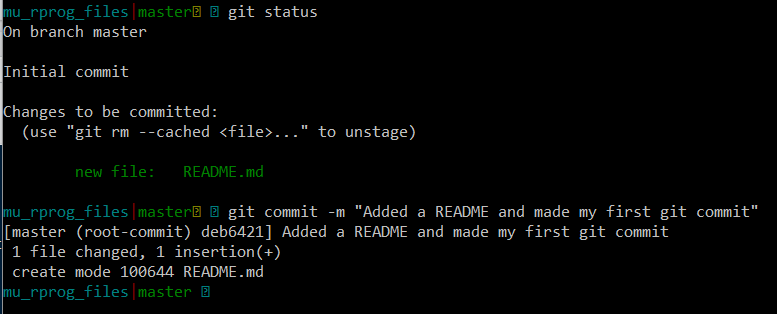 mu_rprog_files|master⍰ ⍰ git status
On branch master
Initial commit
Changes to be committed:
  (use "git rm --cached <file>..." to unstage)
        new file:   README.md
mu_rprog_files|master⍰ ⍰ git commit -m "Added a README and made my first git commit"
[master (root-commit) deb6421] Added a README and made my first git commit
 1 file changed, 1 insertion(+)
 create mode 100644 README.md
mu_rprog_files|master ⍰